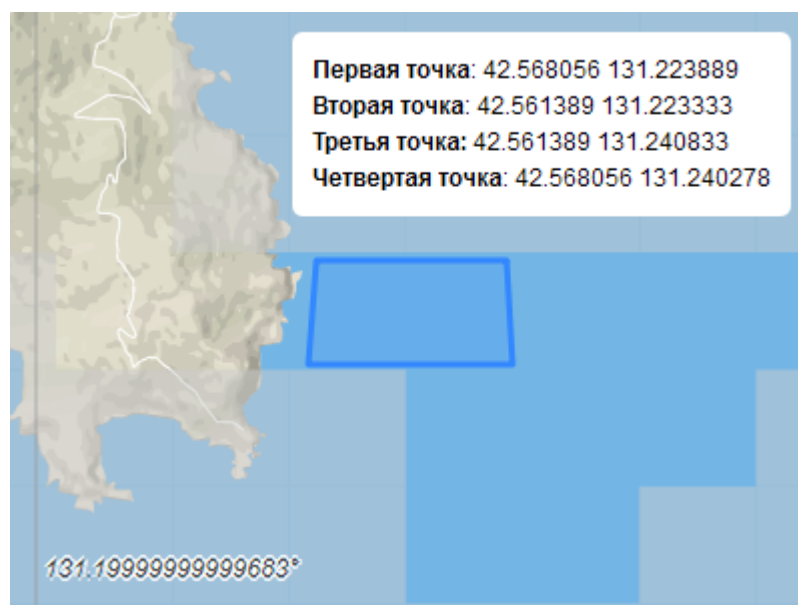 Первая точка: 42.568056 131.223889
Вторая точка: 42.561389 131.223333
Третья точка: 42.561389 131.240833
Четвертая точка: 42.568056 131.240278
131.19999999999683°